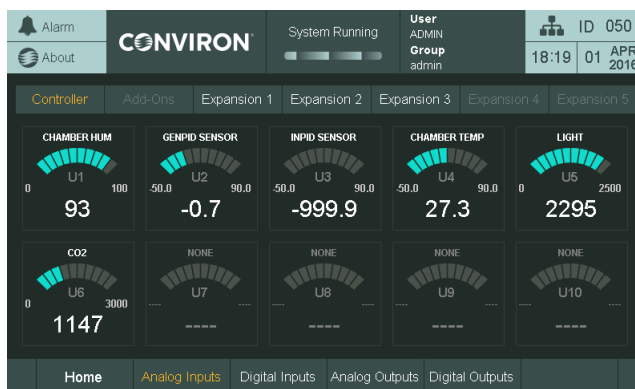 Alarm
About
CONVIRON
System Running
User
ADMIN
Group
admin
ID 050
18:19 01 APR 2016
Controller Add-Ons Expansion 1 Expansion 2 Expansion 3 Expansion 4 Expansion 5
CHAMBER HUM GENPID SENSOR INPID SENSOR CHAMBER TEMP LIGHT
U1 U2 U3 U4 U5
0 100 -50.0 90.0 -50.0 90.0 -50.0 90.0 0 2500
93 -0.7 -999.9 27.3 2295
CO2 NONE NONE NONE NONE
U6 U7 U8 U9 U10
0 3000 ---- ---- ---- ---- ---- ---- ---- ----
1147 ---- ---- ---- ----
Home Analog Inputs Digital Inputs Analog Outputs Digital Outputs